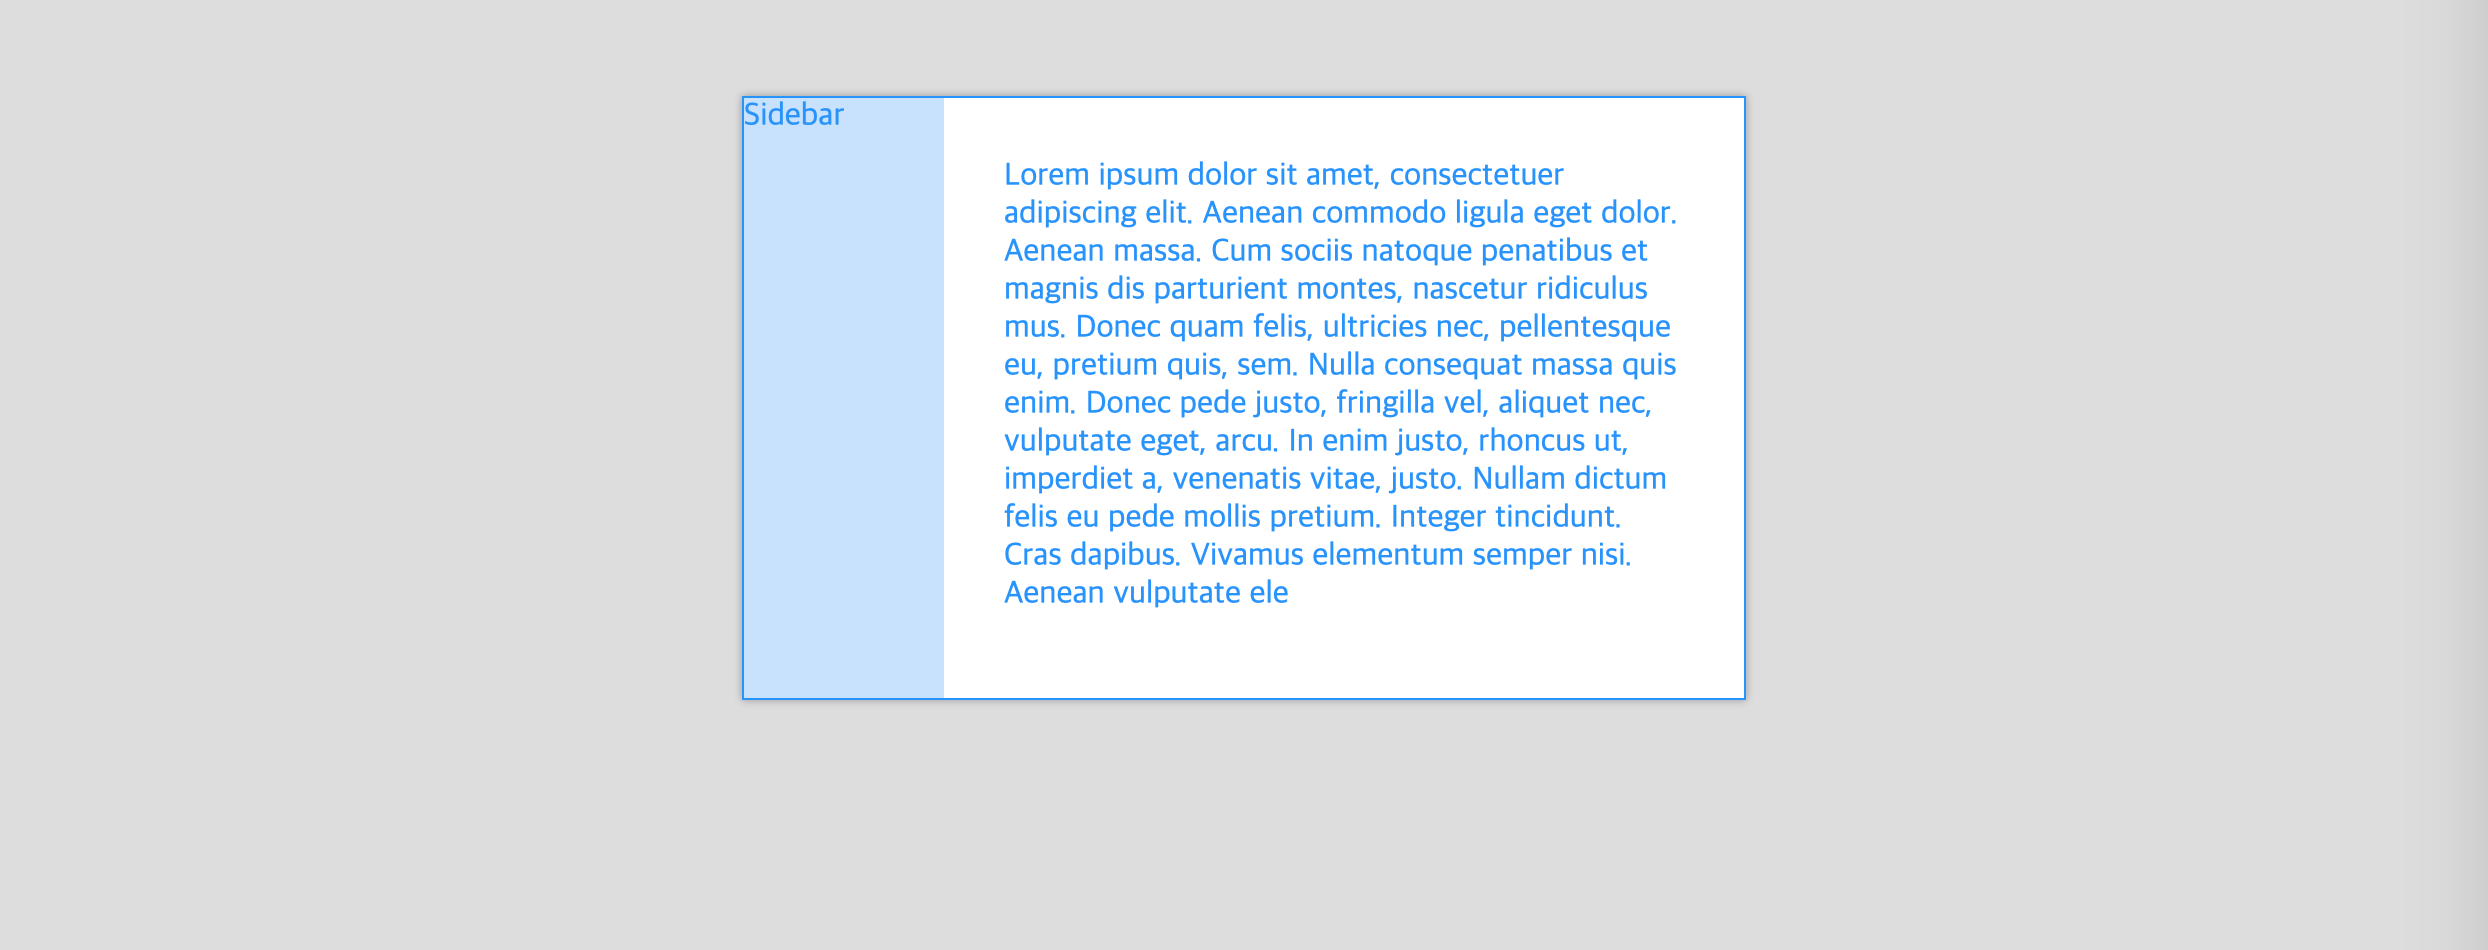 Sidebar
Lorem ipsum dolor sit amet, consectetuer
adipiscing elit. Aenean commodo ligula eget dolor.
Aenean massa. Cum sociis natoque penatibus et
magnis dis parturient montes, nascetur ridiculus
mus. Donec quam felis, ultricies nec, pellentesque
eu, pretium quis, sem. Nulla consequat massa quis
enim. Donec pede justo, fringilla vel, aliquet nec,
vulputate eget, arcu. In enim justo, rhoncus ut,
imperdiet a, venenatis vitae, justo. Nullam dictum
felis eu pede mollis pretium. Integer tincidunt.
Cras dapibus. Vivamus elementum semper nisi.
Aenean vulputate ele